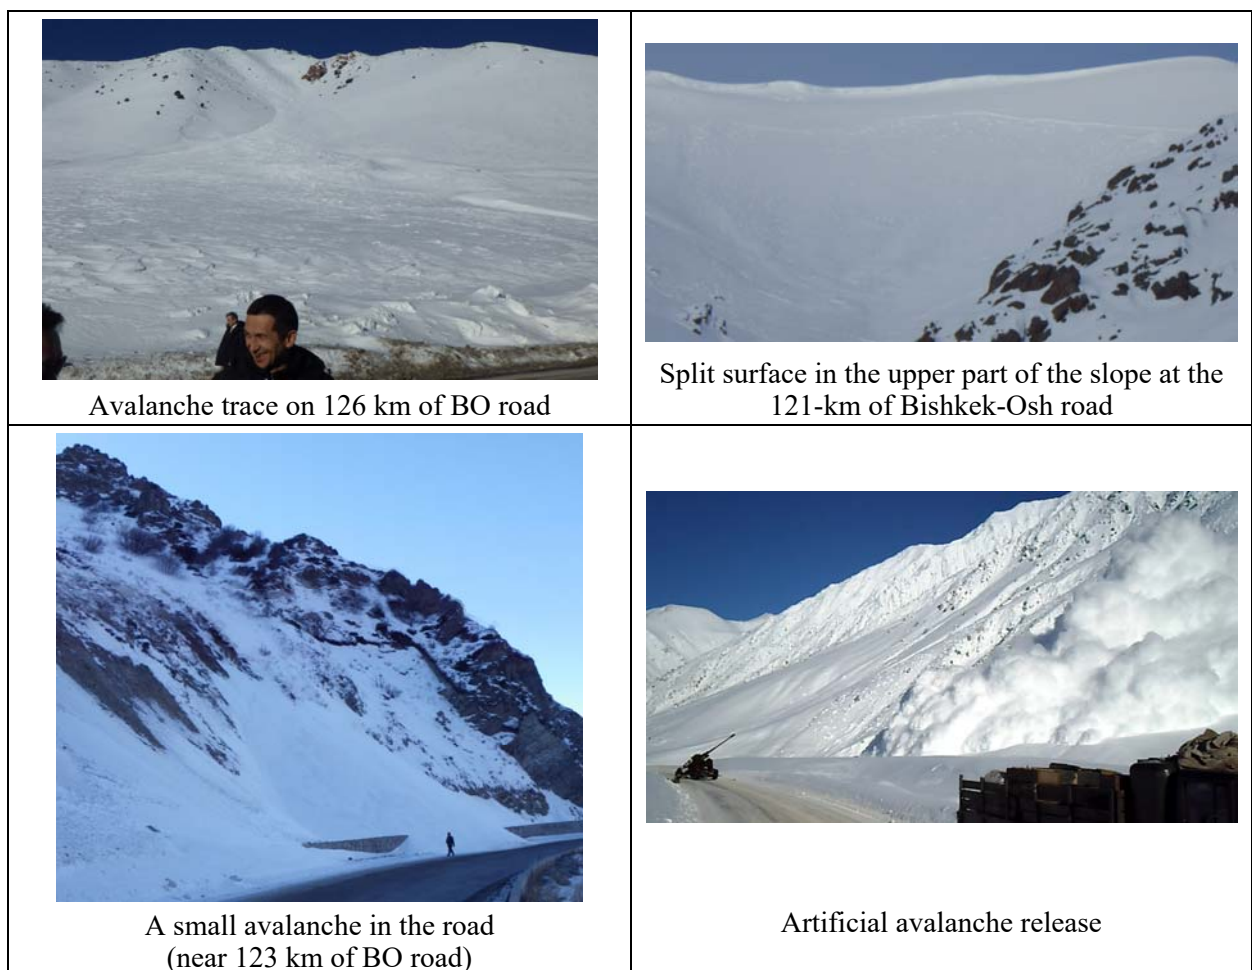 Avalanche trace on 126 km of BO road
Split surface in the upper part of the slope at the
121-km of Bishkek-Osh road
A small avalanche in the road
(near 123 km of BO road)
Artificial avalanche release